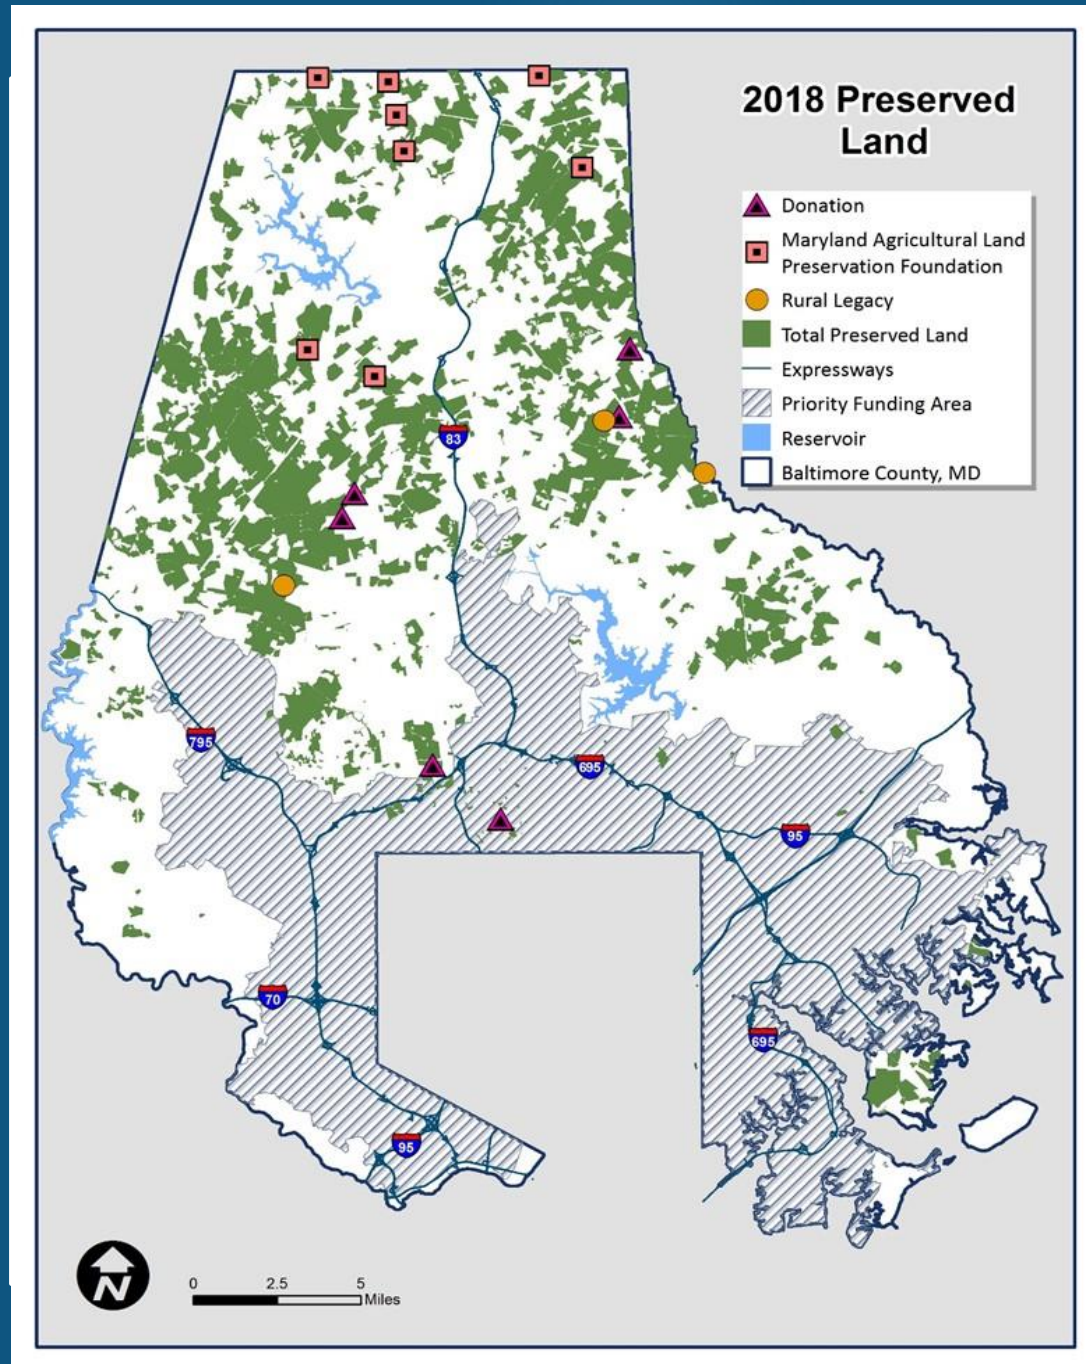 2018 Preserved
Land
Donation
Maryland Agricultural Land
Preservation Foundation
Rural Legacy
Total Preserved Land
Expressways
Priority Funding Area
Reservoir
Baltimore County, MD
83
795
695
95
70
695
95
N
0 2.5 5
Miles